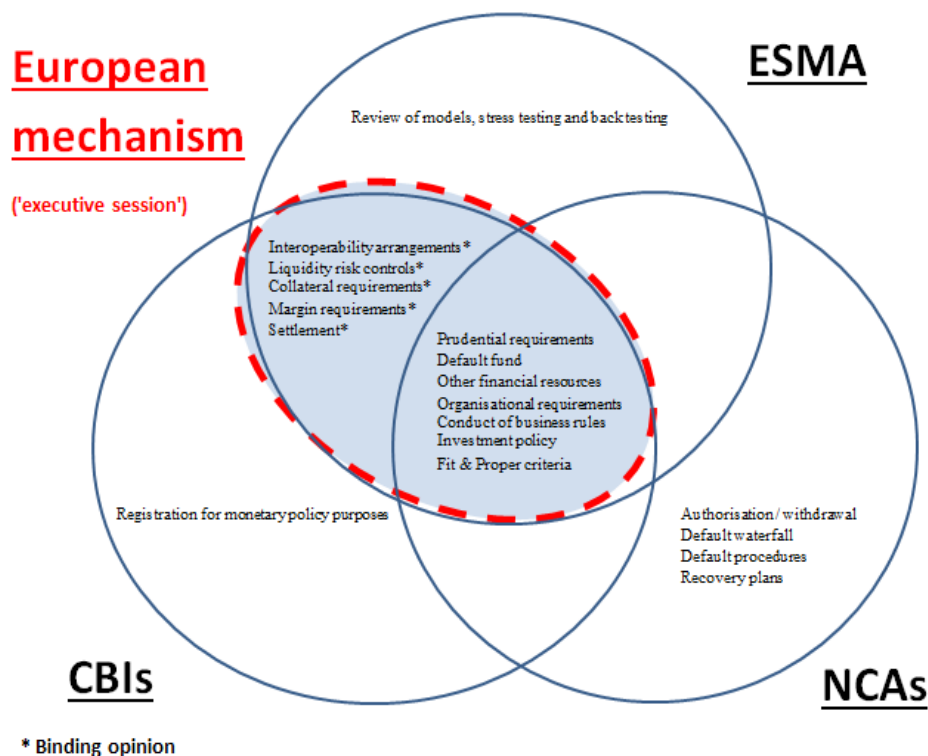 European
mechanism
('executive session')
ESMA
Review of models, stress testing and backtesting
Interoperability arrangements*
Liquidity risk controls*
Collateral requirements*
Margin requirements*
Settlement*
Prudential requirements
Default fund
Other financial resources
Organisational requirements
Conduct of business rules
Investment policy
Fit & Proper criteria
Registration for monetary policy purposes
Authorisation / withdrawal
Default waterfall
Default procedures
Recovery plans
CBIs
NCAs
* Binding opinion